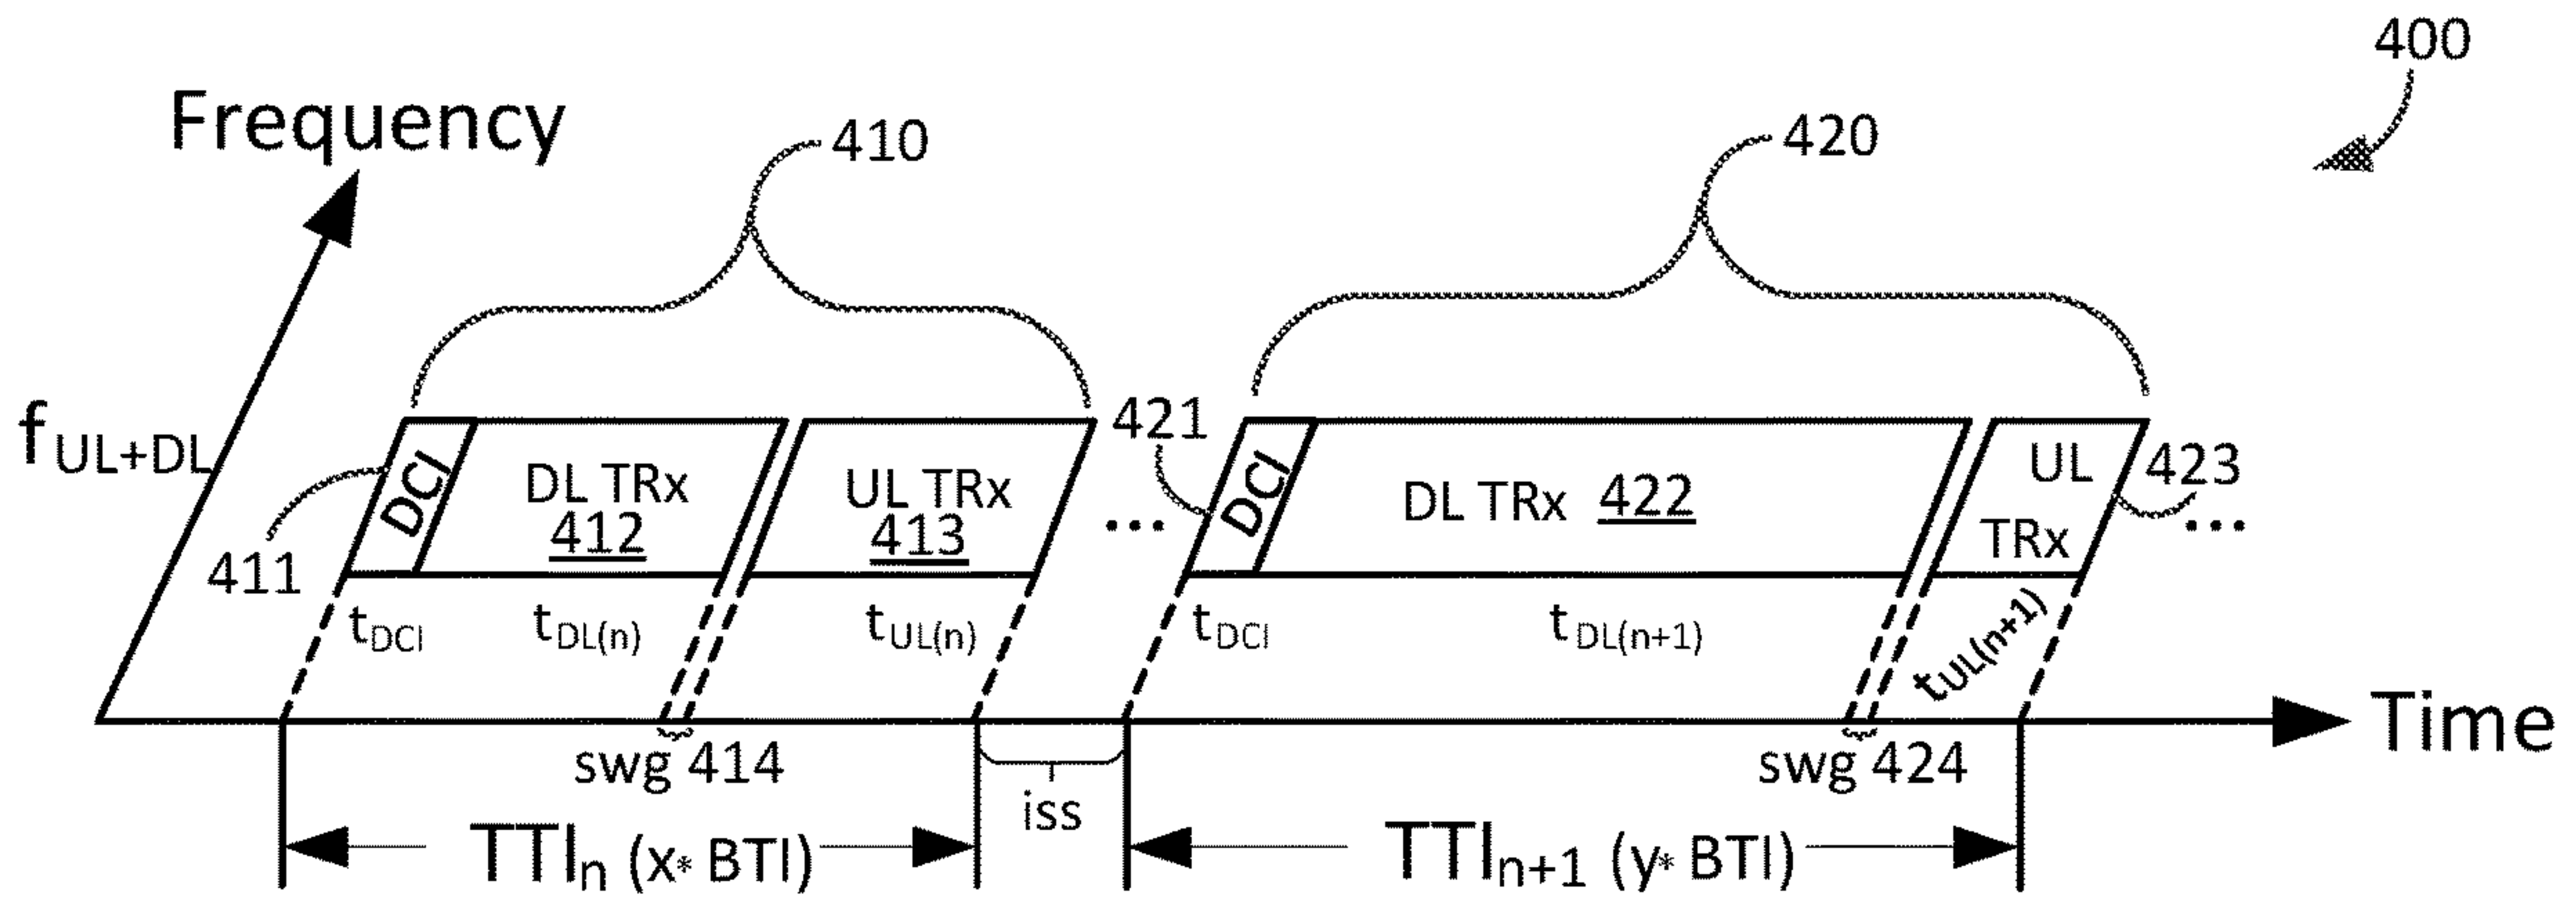 400
Frequency
410
420
f UL+DL
411
DCI
DL TRx
412
UL TRx
413
...
421
DCI
DL TRx 422
UL
TRx
423
...
tDCI
tDL(n)
tUL(n)
tDCI
tDL(n+1)
tUL(n+1)
Time
swg 414
iss
swg 424
TTIn (x* BTI)
TTIn+1 (y* BTI)